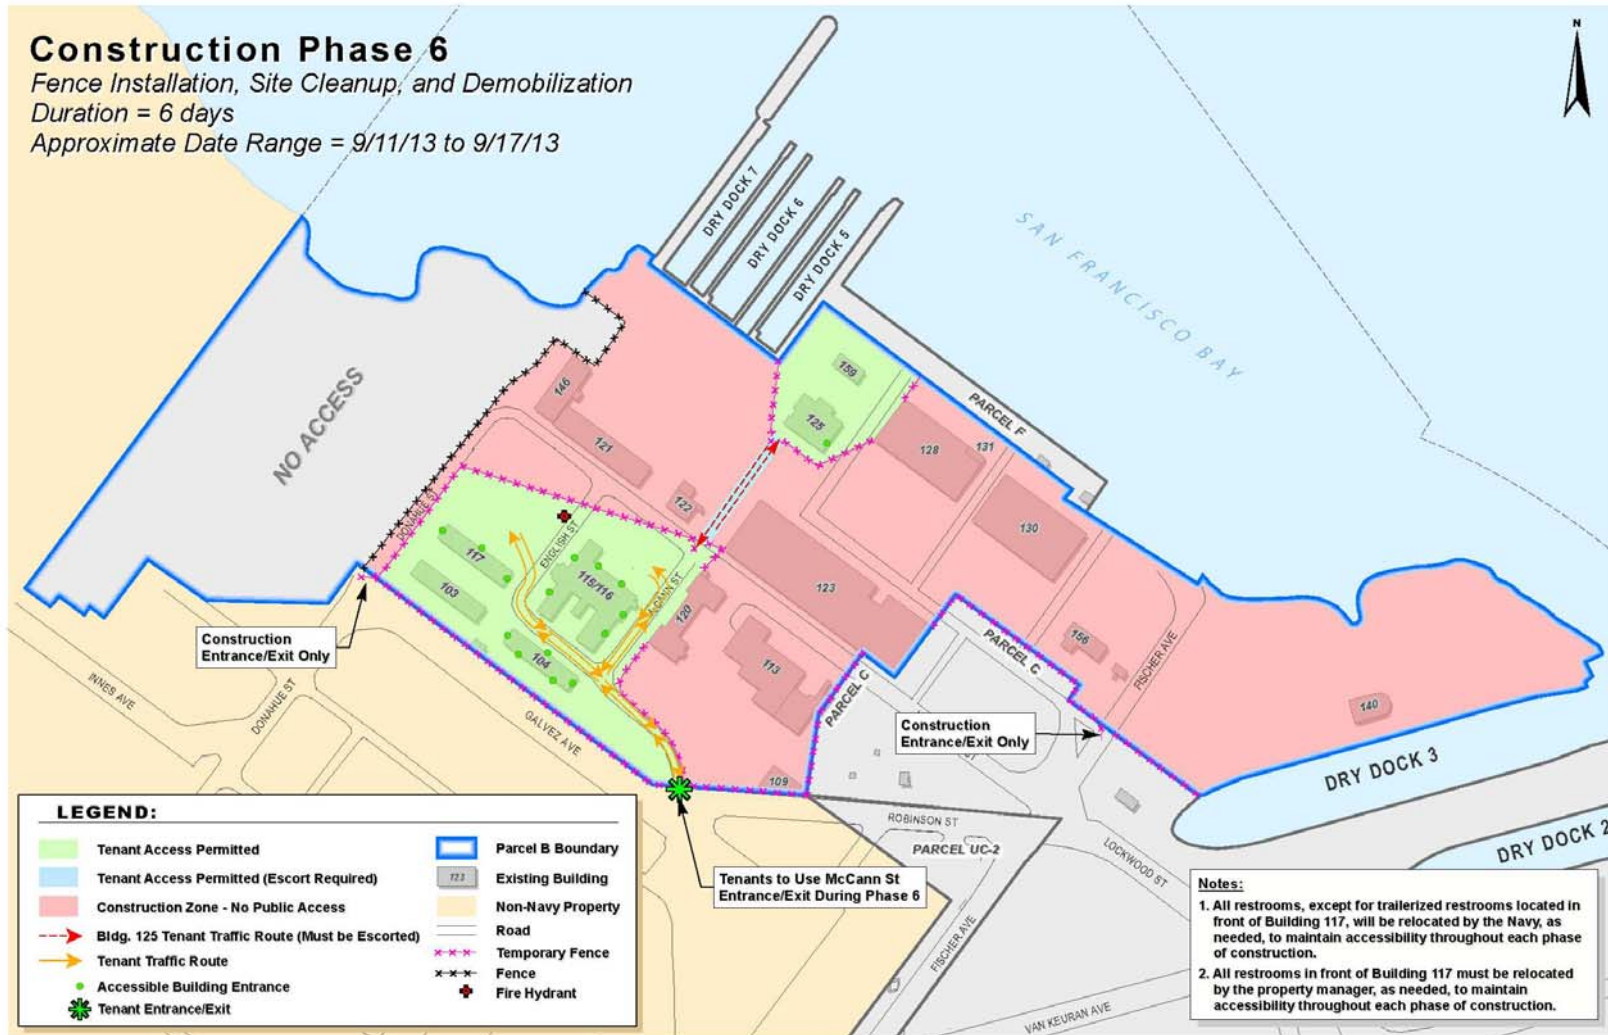 Construction Phase 6
Fence Installation, Site Cleanup, and Demobilization
Duration = 6 days
Approximate Date Range = 9/11/13 to 9/17/13
N
DRY DOCK 7
DRY DOCK 6
DRY DOCK 5
SAN FRANCISCO BAY
NO ACCESS
146
121
122
159
125
128
131
PARCEL F
130
123
DONAHUE ST
ENGLISH ST
117
103
115/116
MCCANN ST
120
104
113
109
156
FISCHER AVE
140
PARCEL C
PARCEL C
Construction
Entrance/Exit Only
Construction
Entrance/Exit Only
INNES AVE
DONAHUE ST
GALVEZ AVE
ST
DRY DOCK 3
DRY DOCK 2
ROBINSON ST
PARCEL UC-2
LOCKWOOD ST
FISCHER AVE
VAN KEURAN AVE
Tenants to Use McCann St
Entrance/Exit During Phase 6
LEGEND:
Tenant Access Permitted
Tenant Access Permitted (Escort Required)
Construction Zone - No Public Access
Bldg. 125 Tenant Traffic Route (Must be Escorted)
Tenant Traffic Route
Accessible Building Entrance
Tenant Entrance/Exit
Parcel B Boundary
123
Existing Building
Non-Navy Property
Road
Temporary Fence
Fence
Fire Hydrant
Notes:
1. All restrooms, except for trailerized restrooms located in
front of Building 117, will be relocated by the Navy, as
needed, to maintain accessibility throughout each phase
of construction.
2. All restrooms in front of Building 117 must be relocated
by the property manager, as needed, to maintain
accessibility throughout each phase of construction.